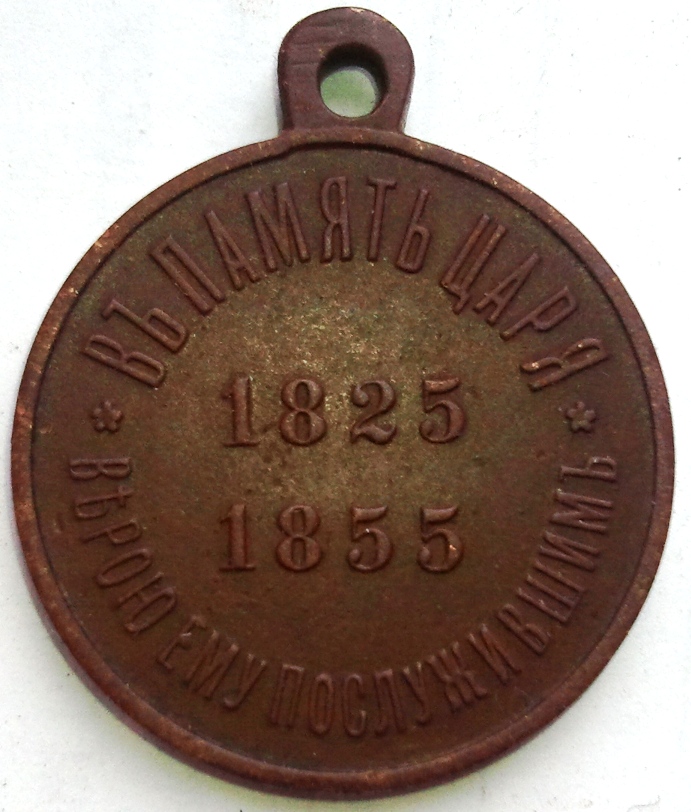 ВЪ ПАМЯТЬ ЦАРЯ
1825
1855
ВѢРОЮ ЕМУ ПОСЛУЖИВШИМЪ